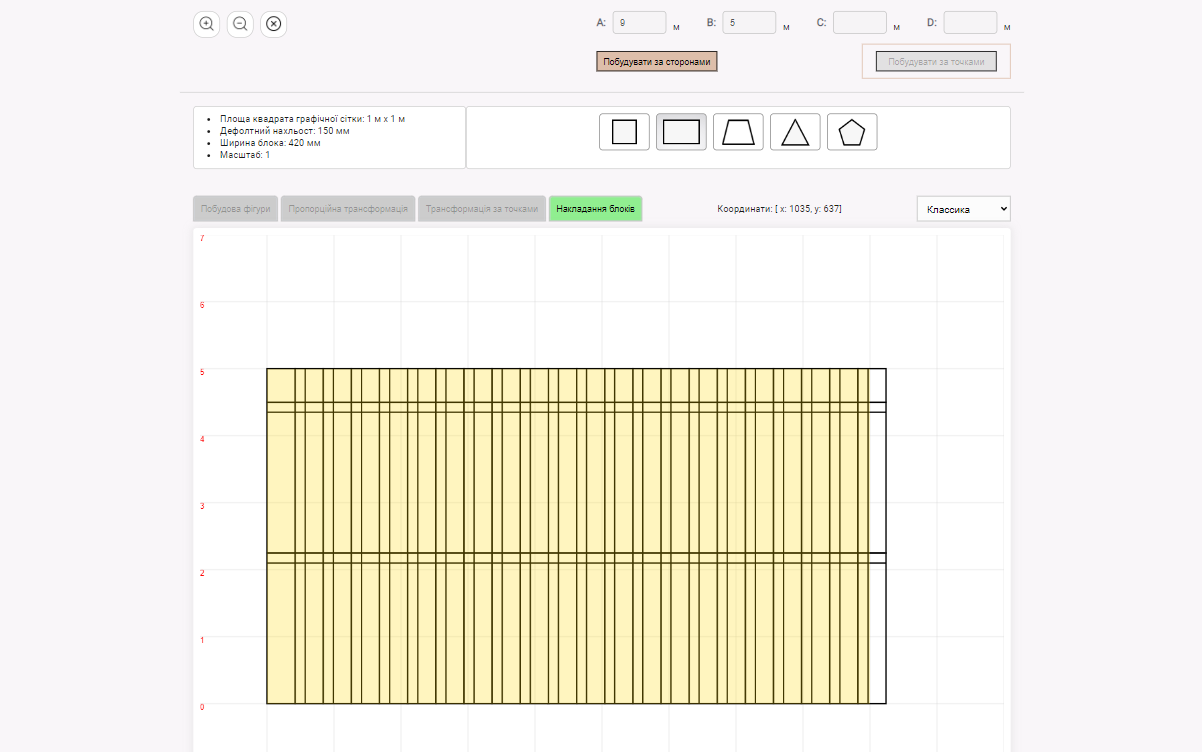 A: 9 м B: 5 м C: м D: м
Побудувати за сторонами Побудувати за точками
Площа квадрата графічної сітки: 1 м х 1 м
Дефолтний нахльост: 150 мм
Ширина блока: 420 мм
Масштаб: 1
Побудова фігури Пропорційна трансформація Трансформація за точками Накладання блоків Координати: [ x: 1035, y: 637] Классика
7
6
5
4
3
2
1
0